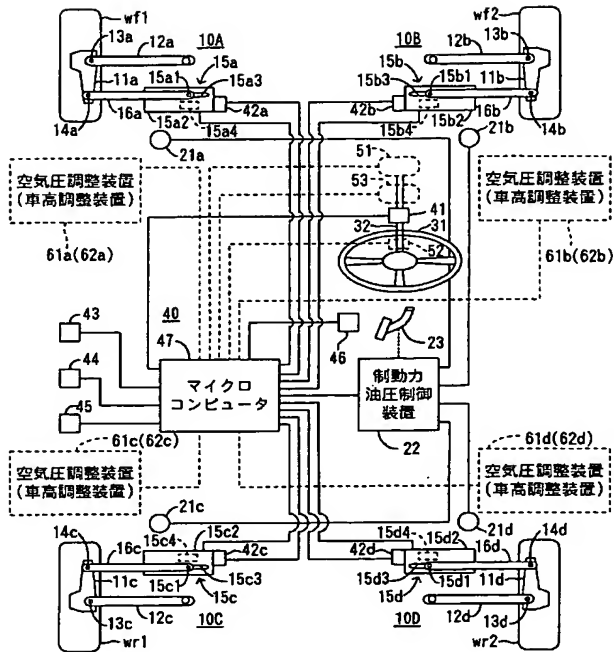 wf1
wf2
13a
12a
10A
10B
12b
13b
15a
15b
15a1
15a3
15b3
15b1
11a
11b
42a
42b
14a
16a
15a2
15a4
15b4
15b2
16b
14b
21a
21b
51
53
41
32
31
52
空気圧調整装置
(車高調整装置)
空気圧調整装置
(車高調整装置)
61a(62a)
61b(62b)
43
40
47
46
23
44
マイクロ
コンピュータ
制動力
油圧制御
装置
45
22
61c(62c)
61d(62d)
空気圧調整装置
(車高調整装置)
空気圧調整装置
(車高調整装置)
21c
21d
15c4
15c2
15d4
15d2
14c
16c
42c
42d
16d
14d
11c
15c1
15c3
15d3
15d1
11d
15c
15d
13c
12c
10C
10D
12d
13d
wr1
wr2